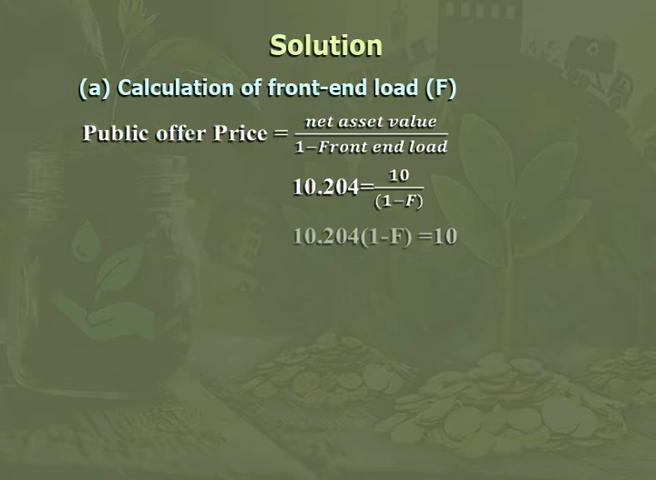 Solution
(a) Calculation of front-end load (F)
Public offer Price = net asset value / 1−Front end load
10.204= 10 / (1−F)
10.204(1-F) =10